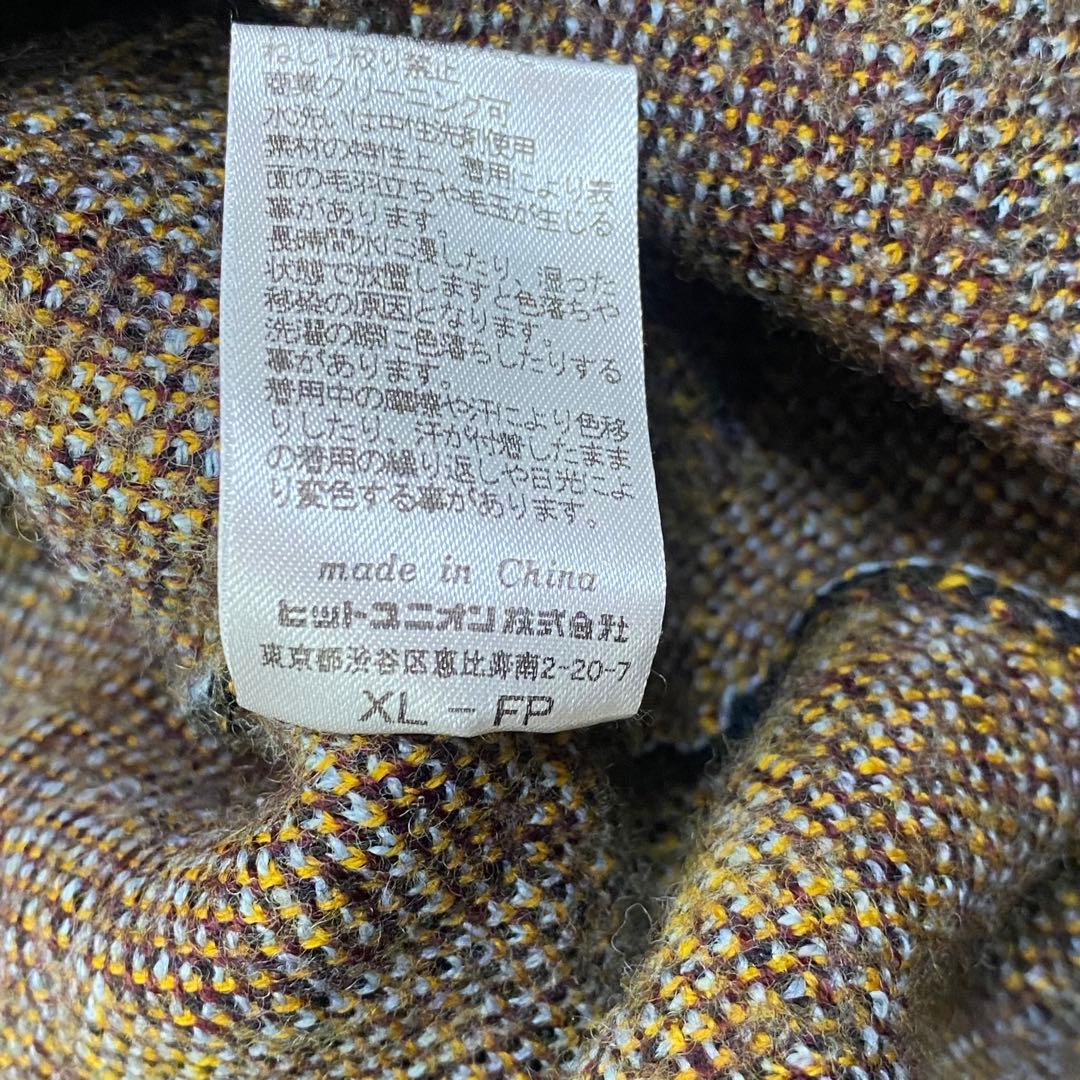 ねじり絞り禁止
商業クリーニング可
水洗いは中性洗剤使用
素材の特性上、着用により表
面の毛羽立ちや毛玉が生じる
事があります。
長時間水に浸したり、湿った
状態で放置しますと色落ちや
移染の原因となります。
洗濯の際に色落ちしたりする
事があります。
着用中の摩擦や汗により色移
りしたり、汗が付着したまま
の着用の繰り返しや日光によ
り変色する事があります。
made in China
ヒットユニオン株式会社
東京都渋谷区恵比寿南2-20-7
XL - FP